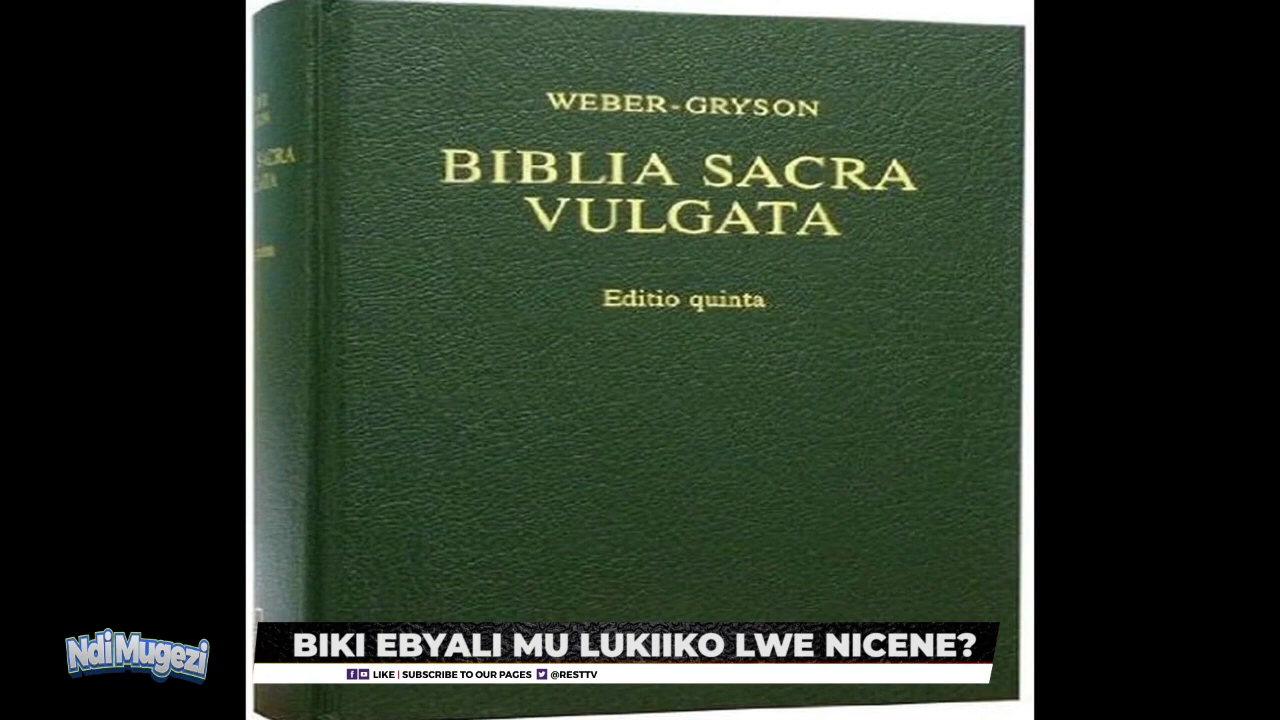 WEBER-GRYSON
BIBLIA SACRA
VULGATA
Editio quinta
Ndi Mugezi
BIKI EBYALI MU LUKIIKO LWE NICENE?
LIKE | SUBSCRIBE TO OUR PAGES @RESTTV